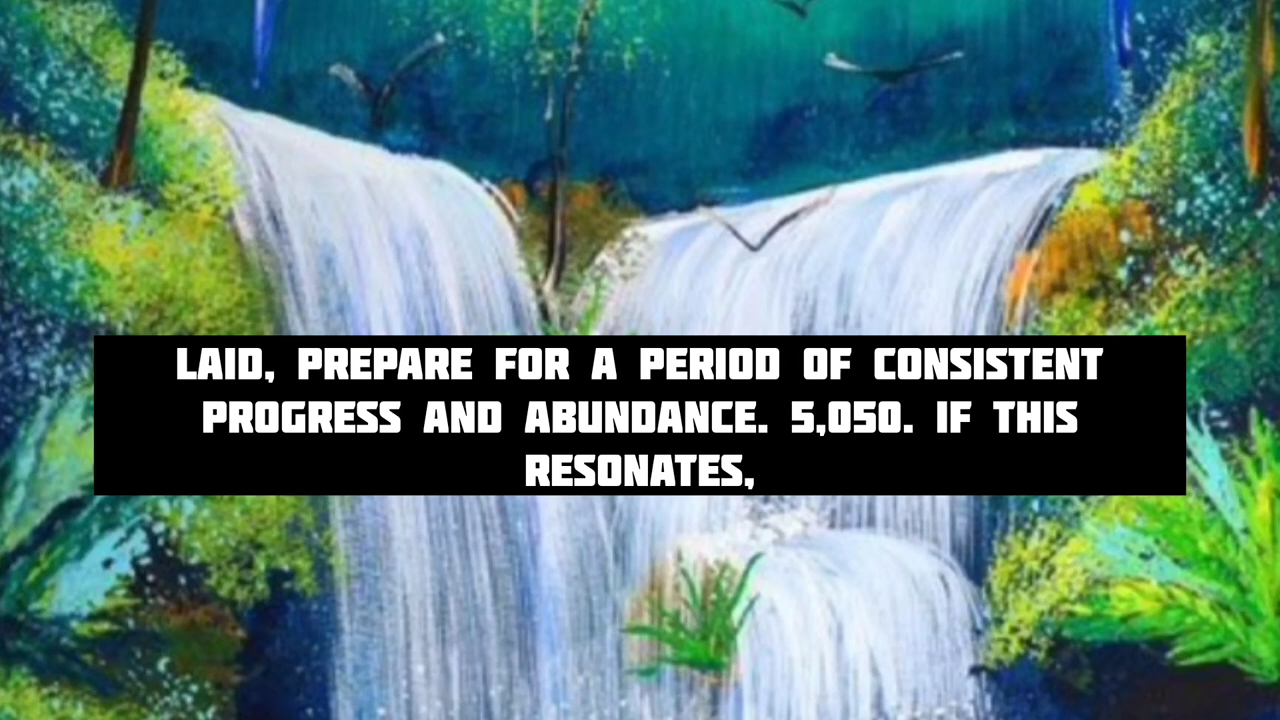 LAID, PREPARE FOR A PERIOD OF CONSISTENT
PROGRESS AND ABUNDANCE. 5,050. IF THIS
RESONATES,